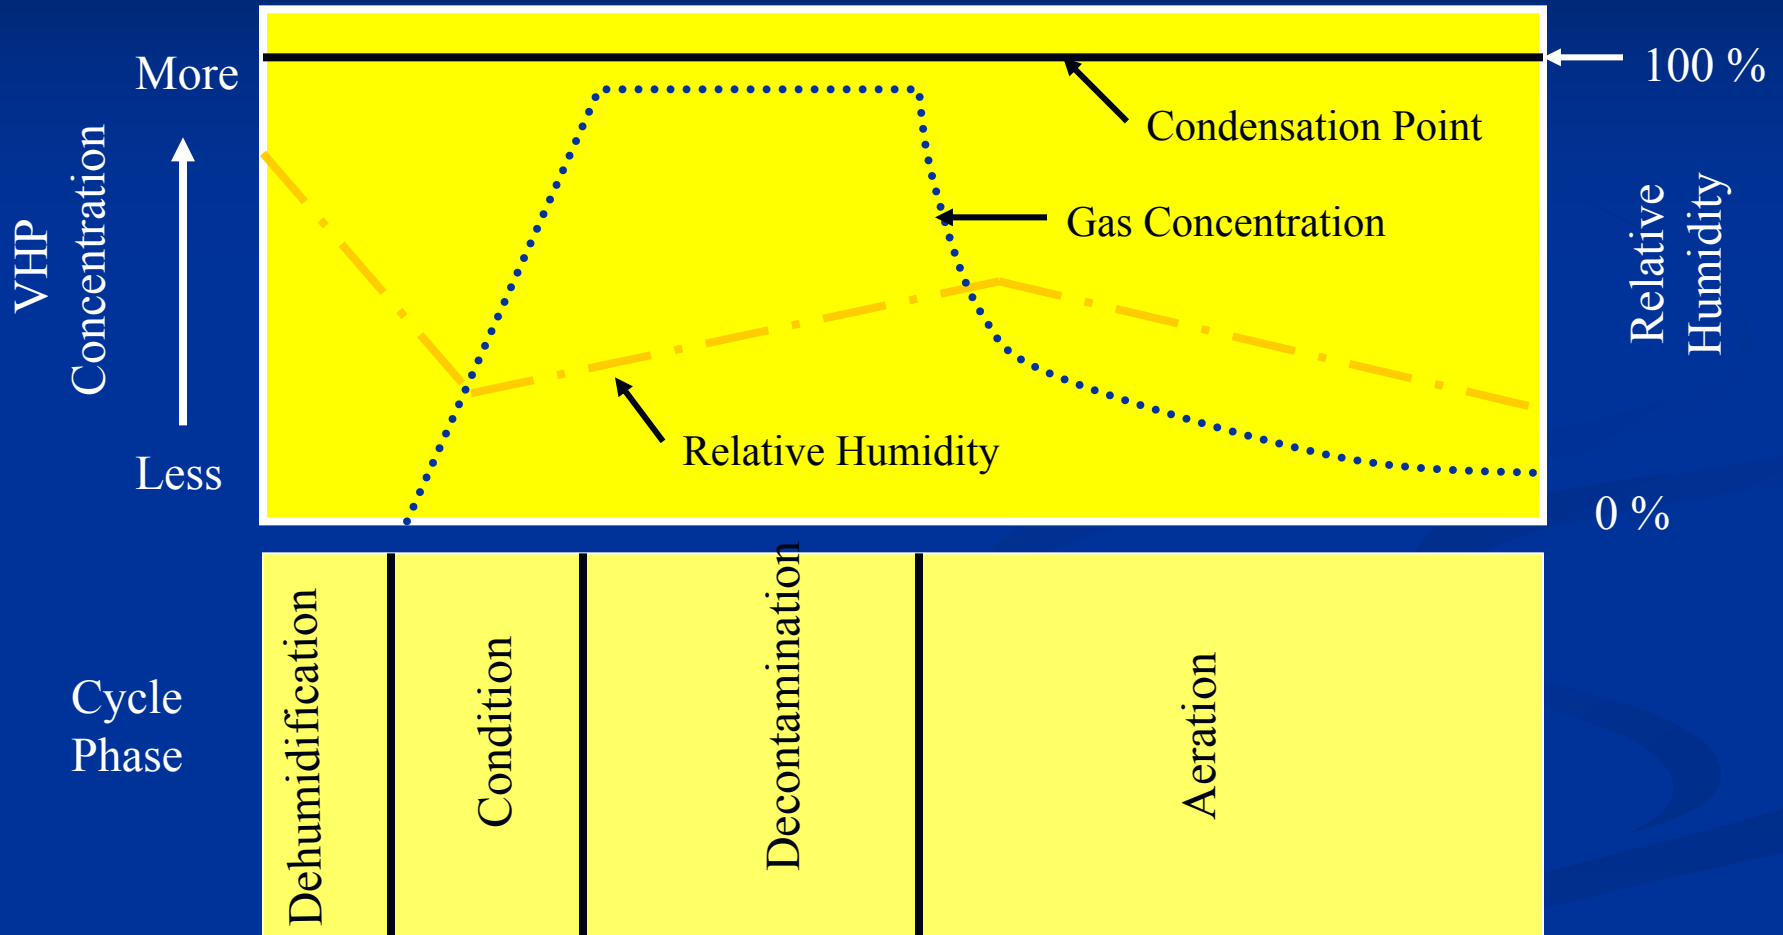 More
100 %
Condensation Point
VHP
Concentration
Gas Concentration
Relative
Humidity
Relative Humidity
Less
0 %
Cycle
Phase
Dehumidification
Condition
Decontamination
Aeration